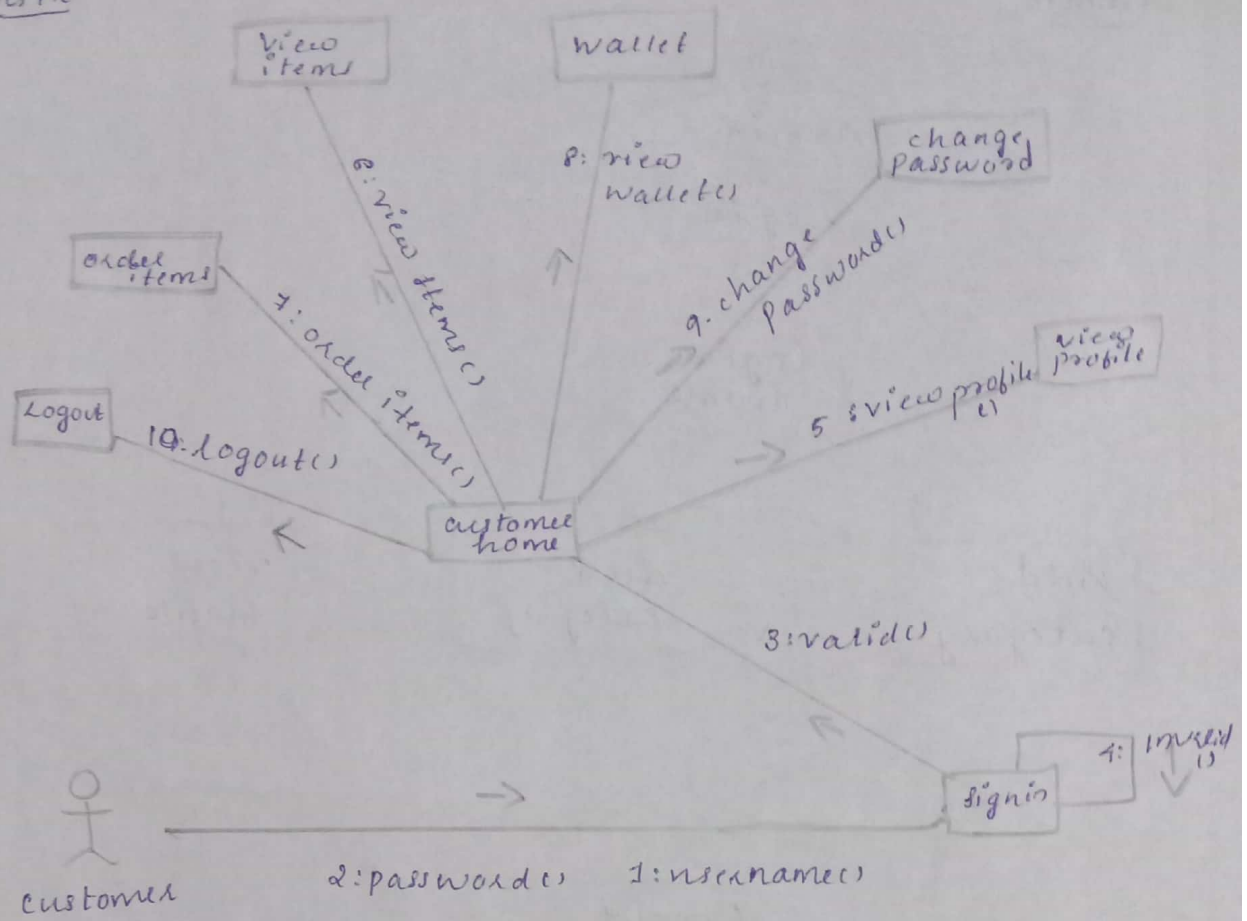 View
items
wallet
change
password
8: view
wallet()
6: view Items()
9. change
password()
order
items
7: order items()
view
profile
5 : view profile
()
Logout
10: Logout()
customer
home
3: valid()
4: Invalid
()
signin
2: password() 1: username()
customer